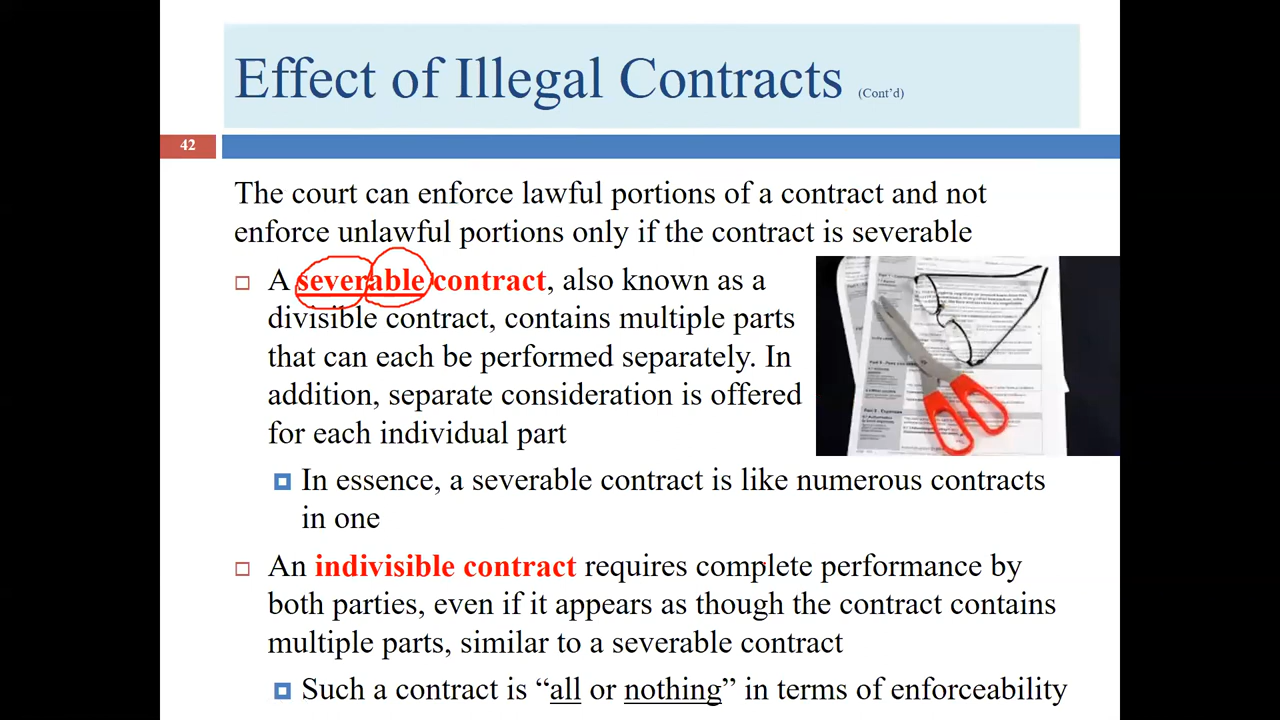 Effect of Illegal Contracts (Cont'd)
42
The court can enforce lawful portions of a contract and not
enforce unlawful portions only if the contract is severable
A severable contract, also known as a
divisible contract, contains multiple parts
that can each be performed separately. In
addition, separate consideration is offered
for each individual part
In essence, a severable contract is like numerous contracts
in one
An indivisible contract requires complete performance by
both parties, even if it appears as though the contract contains
multiple parts, similar to a severable contract
Such a contract is “all or nothing” in terms of enforceability